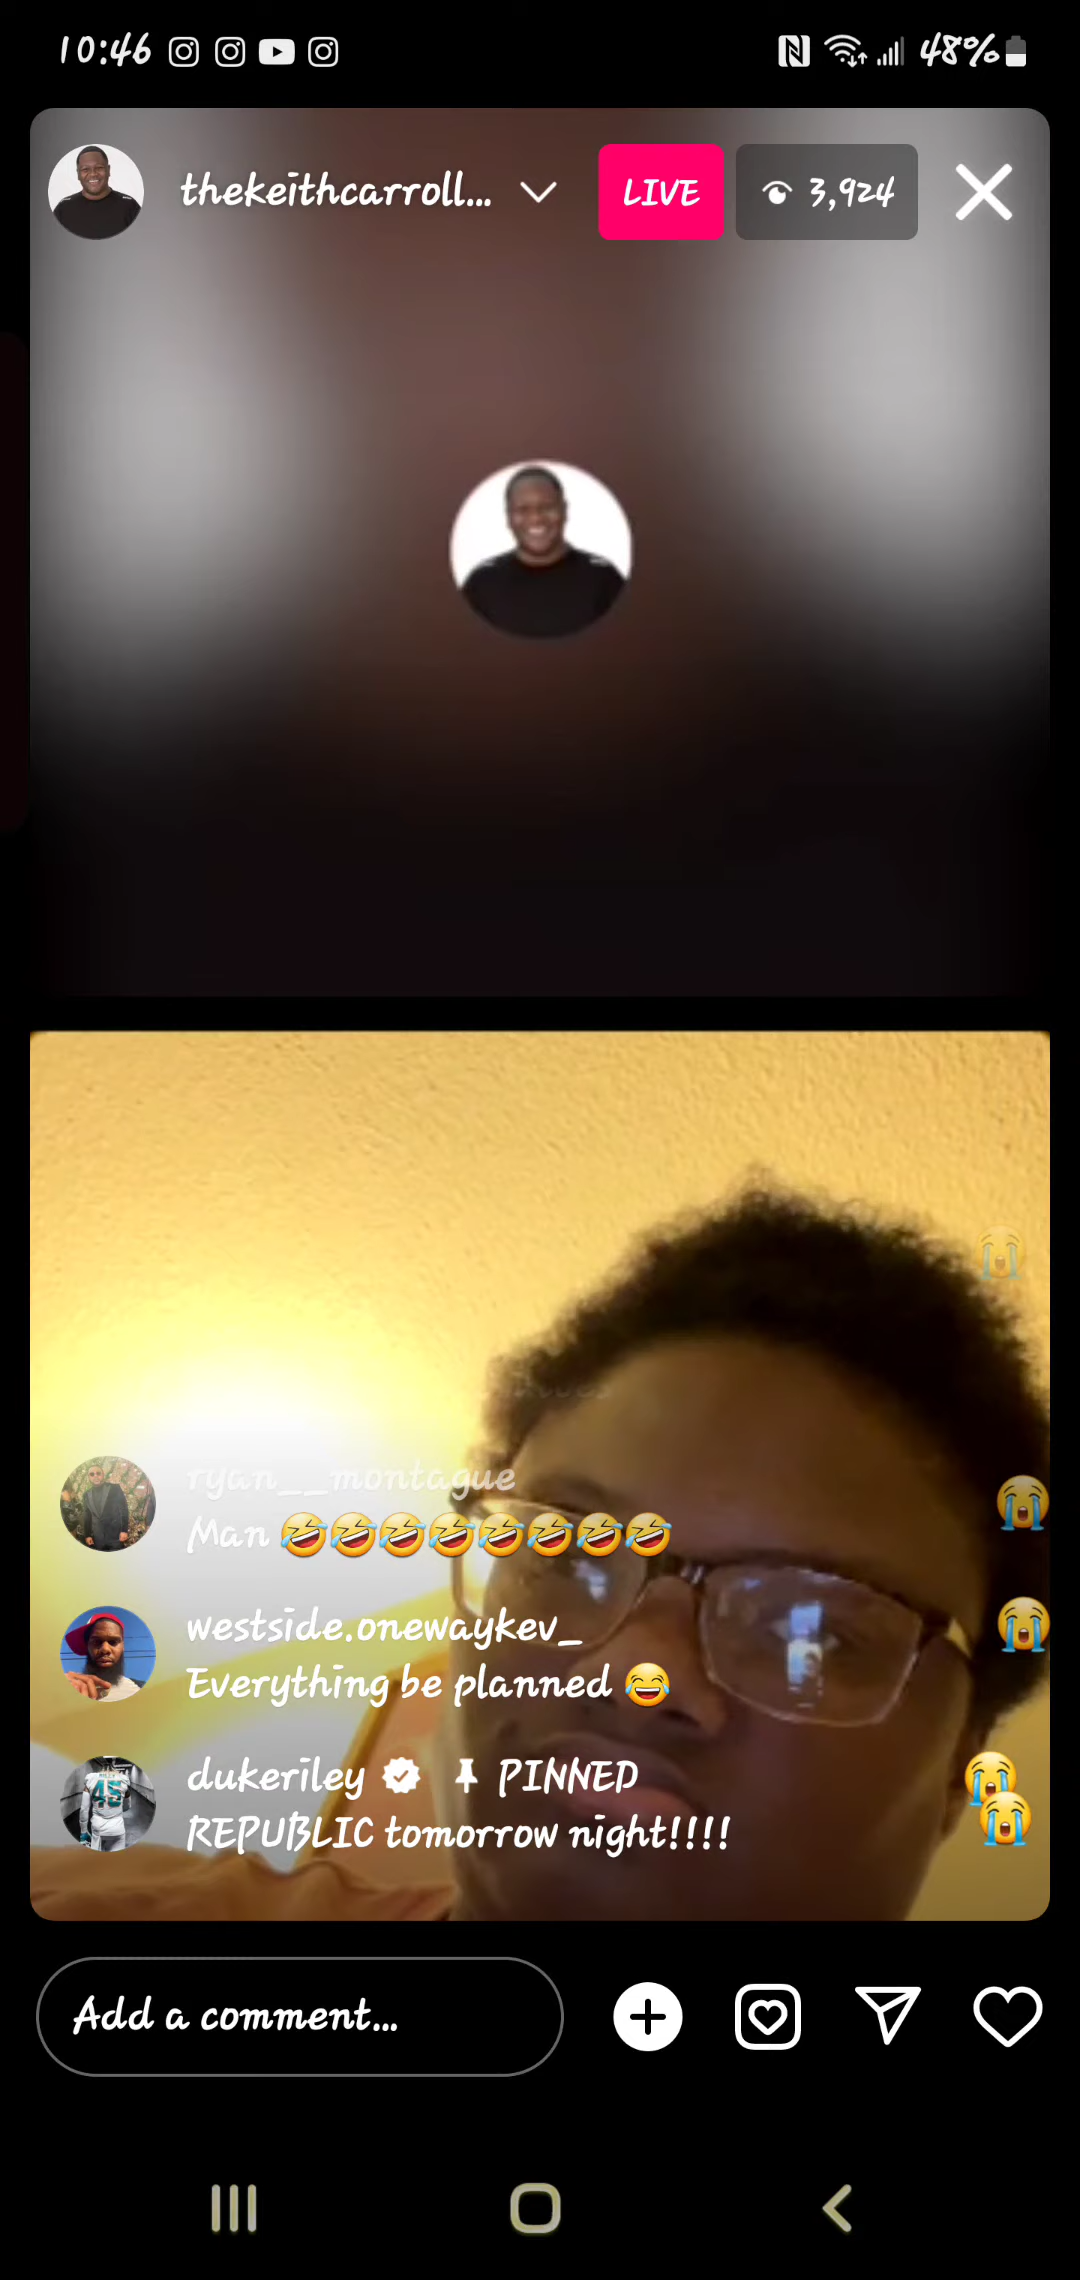 10:46 48%
thekeithcarroll... LIVE 3,924
ryan__montague
Man 🤣🤣🤣🤣🤣🤣🤣🤣
westside.onewaykev_
Everything be planned 😂
dukeriley PINNED
REPUBLIC tomorrow night!!!!
Add a comment...